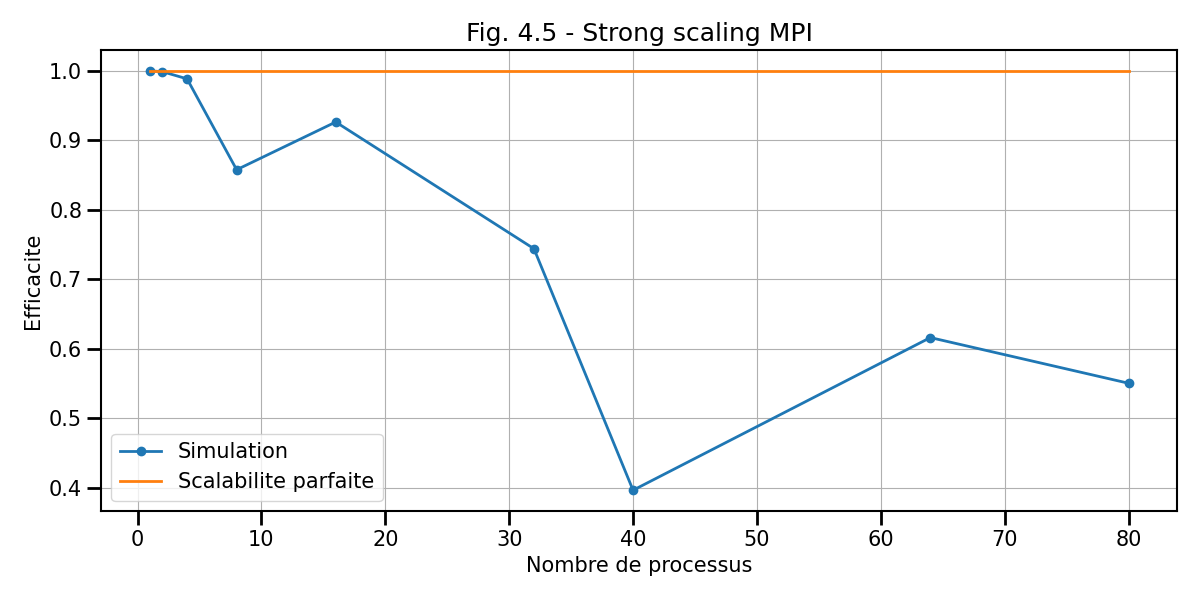 Fig. 4.5 - Strong scaling MPI
Efficacite
1.0
0.9
0.8
0.7
0.6
0.5
0.4
Simulation
Scalabilite parfaite
0 10 20 30 40 50 60 70 80
Nombre de processus